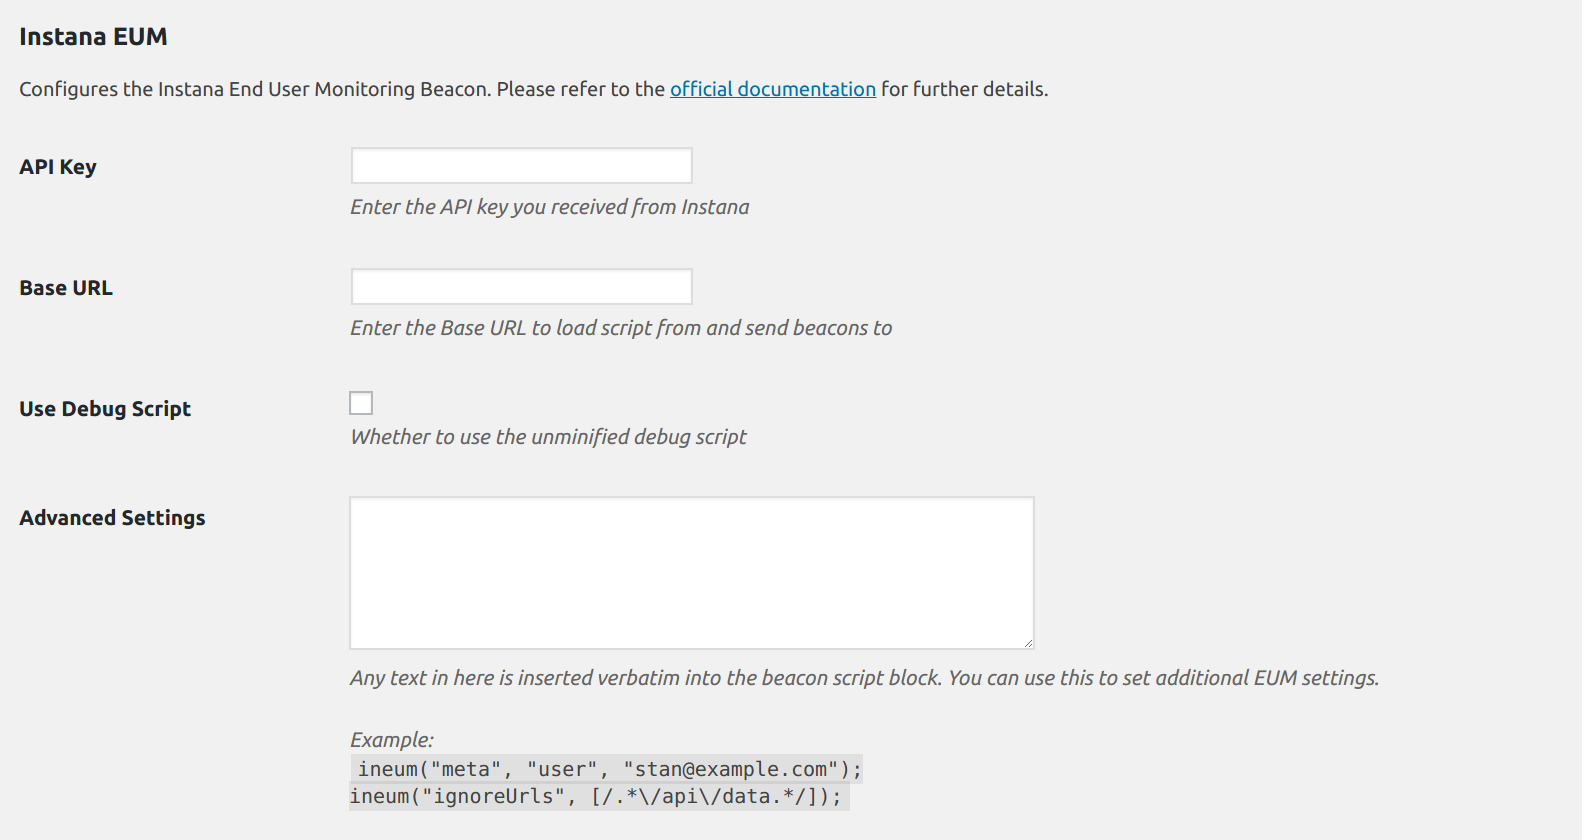 Instana EUM
Configures the Instana End User Monitoring Beacon. Please refer to the official documentation for further details.
API Key
Enter the API key you received from Instana
Base URL
Enter the Base URL to load script from and send beacons to
Use Debug Script
Whether to use the unminified debug script
Advanced Settings
Any text in here is inserted verbatim into the beacon script block. You can use this to set additional EUM settings.
Example:
ineum("meta", "user", "stan@example.com");
ineum("ignoreUrls", [/.*\/api\/data.*/]);